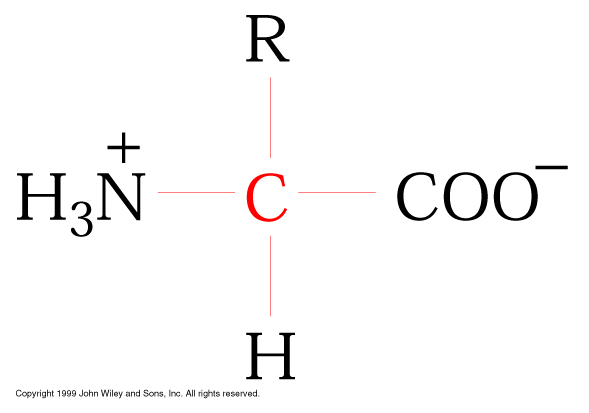 R
H₃N⁺ C COO⁻
H
Copyright 1999 John Wiley and Sons, Inc. All rights reserved.